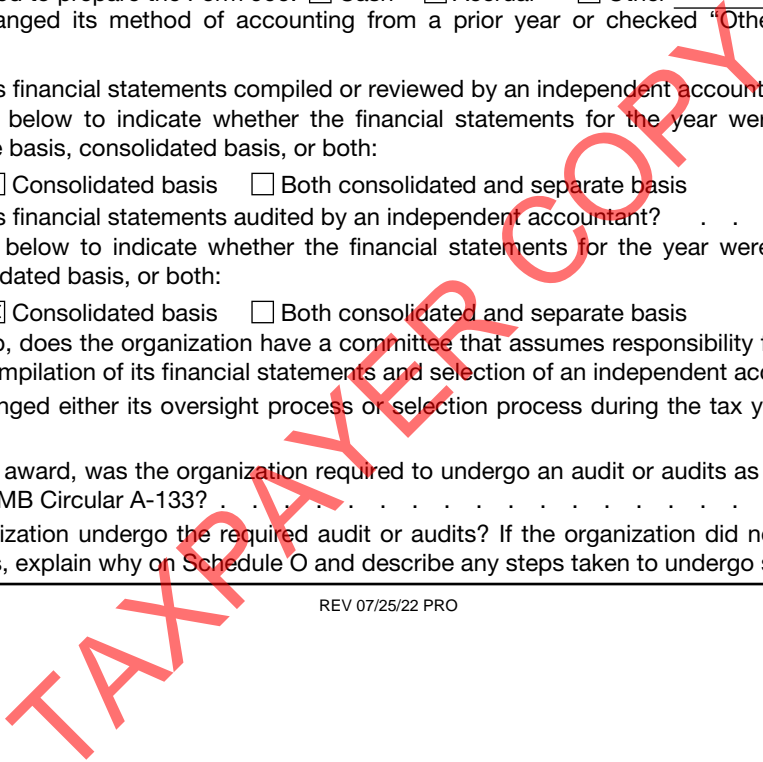 anged its method of accounting from a prior year or checked “Othe
s financial statements compiled or reviewed by an independent account
below to indicate whether the financial statements for the year wer
e basis, consolidated basis, or both:
Consolidated basis ☐ Both consolidated and separate basis
s financial statements audited by an independent accountant? . .
below to indicate whether the financial statements for the year were
dated basis, or both:
Consolidated basis ☐ Both consolidated and separate basis
o, does the organization have a committee that assumes responsibility f
mpilation of its financial statements and selection of an independent acc
nged either its oversight process or selection process during the tax y
award, was the organization required to undergo an audit or audits as
MB Circular A-133? . . . . . . . . . . . . . . . . . .
ization undergo the required audit or audits? If the organization did no
s, explain why on Schedule O and describe any steps taken to undergo s
REV 07/25/22 PRO
TAXPAYER COPY